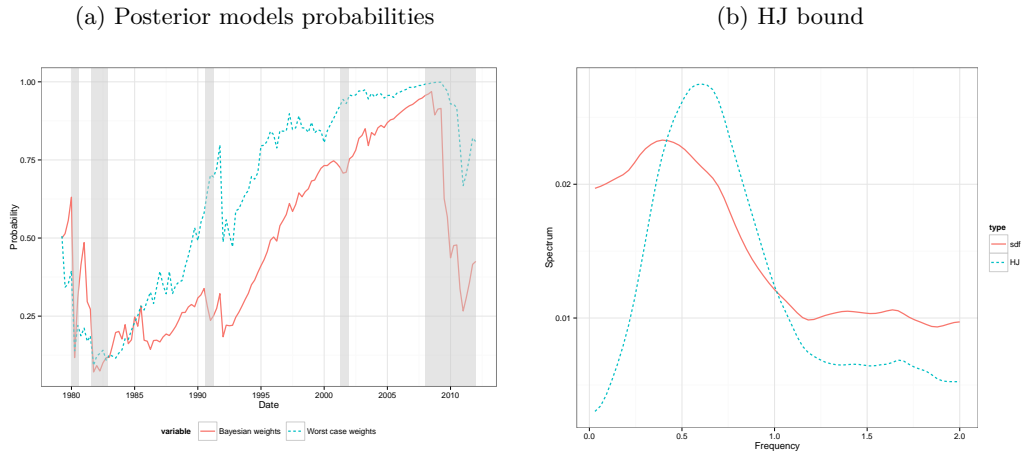 (a) Posterior models probabilities
1.00
0.75
0.50
0.25
Probability
1980 1985 1990 1995 2000 2005 2010
Date
variable Bayesian weights Worst case weights
(b) HJ bound
0.02
0.01
Spectrum
0.0 0.5 1.0 1.5 2.0
Frequency
type
sdf
HJ